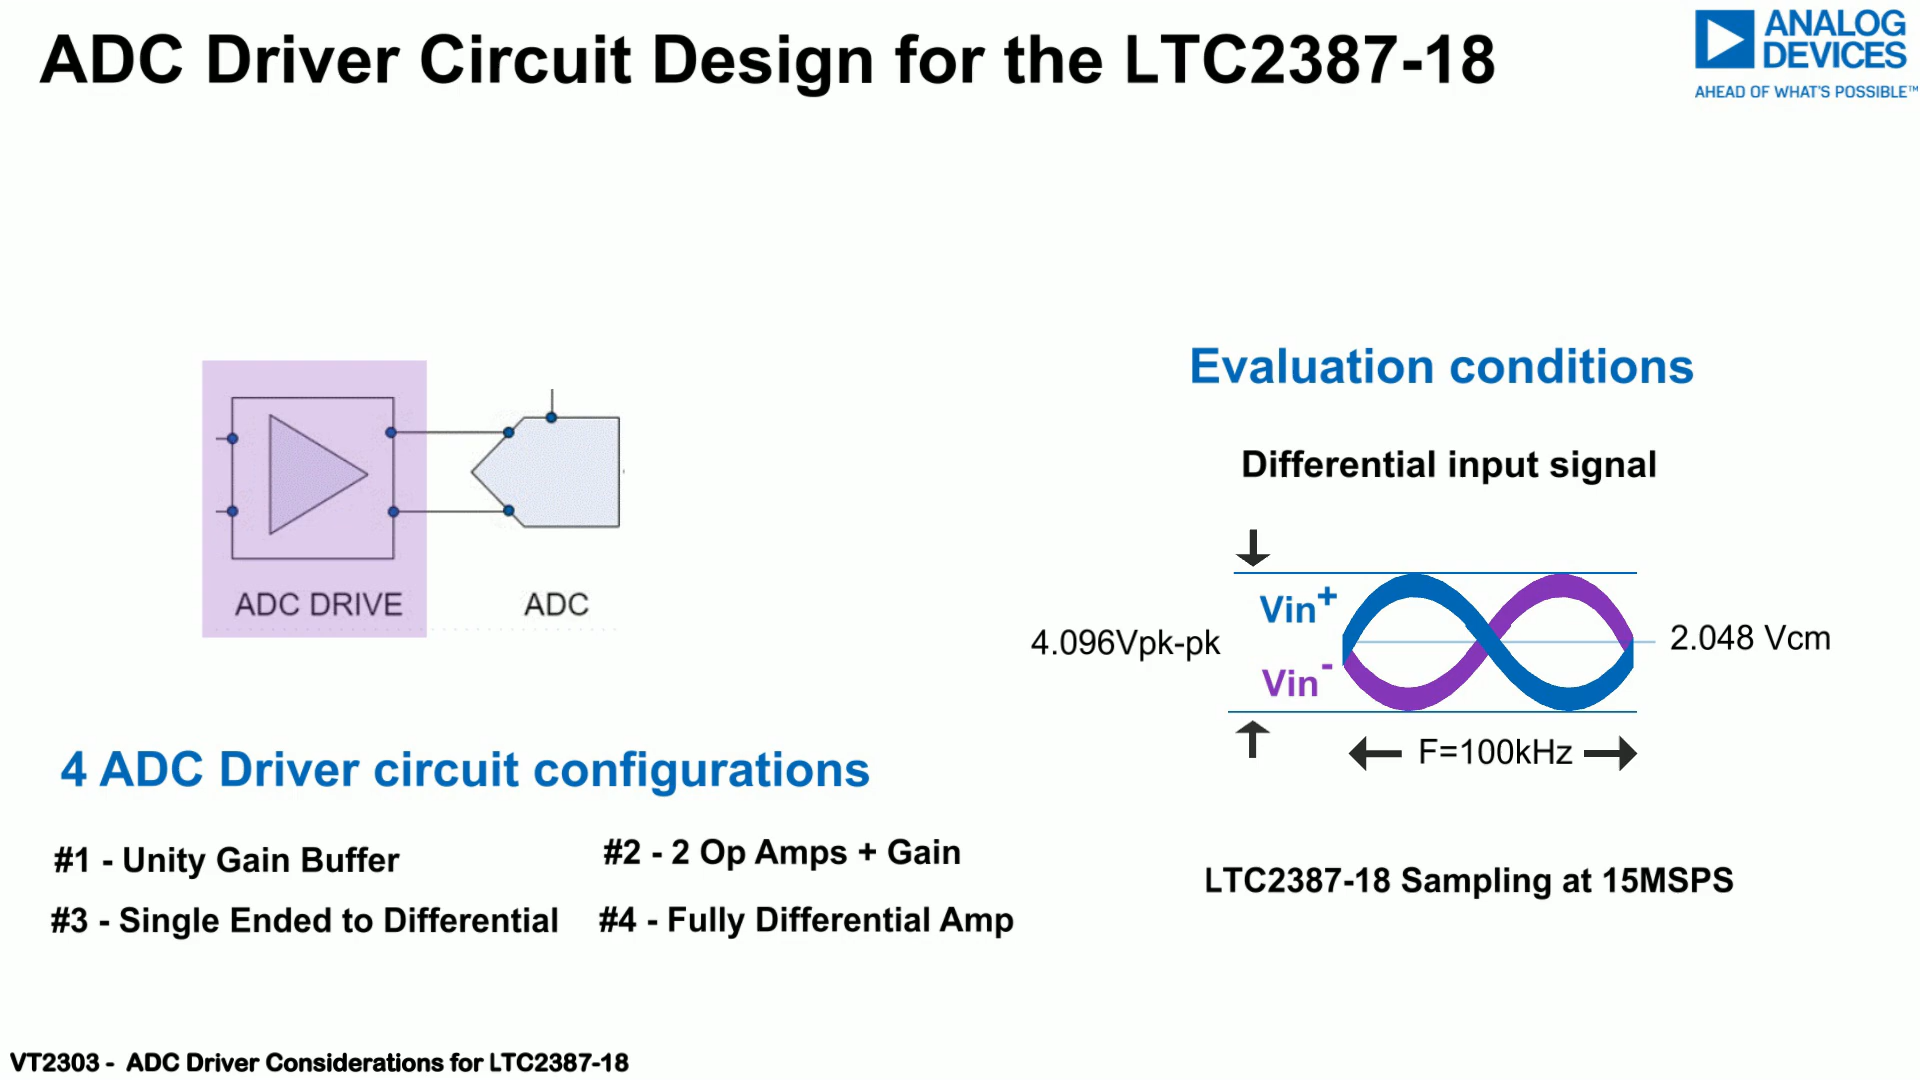 ADC Driver Circuit Design for the LTC2387-18
ANALOG
DEVICES
AHEAD OF WHAT'S POSSIBLE™
ADC DRIVE
ADC
Evaluation conditions
Differential input signal
Vin+
4.096Vpk-pk
2.048 Vcm
Vin-
F=100kHz
4 ADC Driver circuit configurations
#1 - Unity Gain Buffer
#2 - 2 Op Amps + Gain
#3 - Single Ended to Differential
#4 - Fully Differential Amp
LTC2387-18 Sampling at 15MSPS
VT2303 - ADC Driver Considerations for LTC2387-18